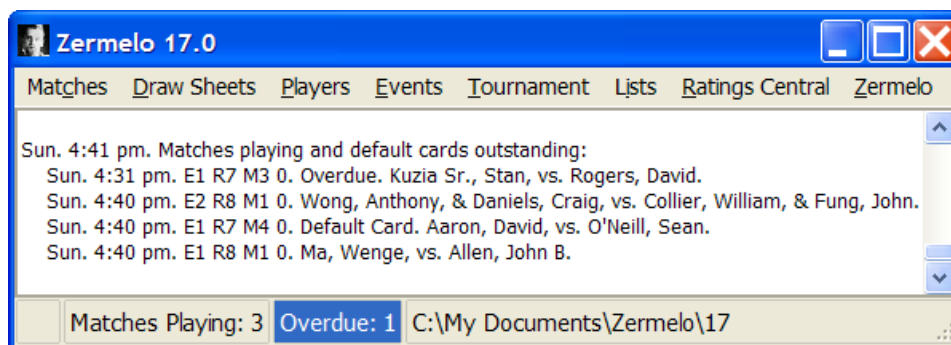 Zermelo 17.0
Matches Draw Sheets Players Events Tournament Lists Ratings Central Zermelo
Sun. 4:41 pm. Matches playing and default cards outstanding:
Sun. 4:31 pm. E1 R7 M3 0. Overdue. Kuzia Sr., Stan, vs. Rogers, David.
Sun. 4:40 pm. E2 R8 M1 0. Wong, Anthony, & Daniels, Craig, vs. Collier, William, & Fung, John.
Sun. 4:40 pm. E1 R7 M4 0. Default Card. Aaron, David, vs. O'Neill, Sean.
Sun. 4:40 pm. E1 R8 M1 0. Ma, Wenge, vs. Allen, John B.
Matches Playing: 3 Overdue: 1 C:\My Documents\Zermelo\17